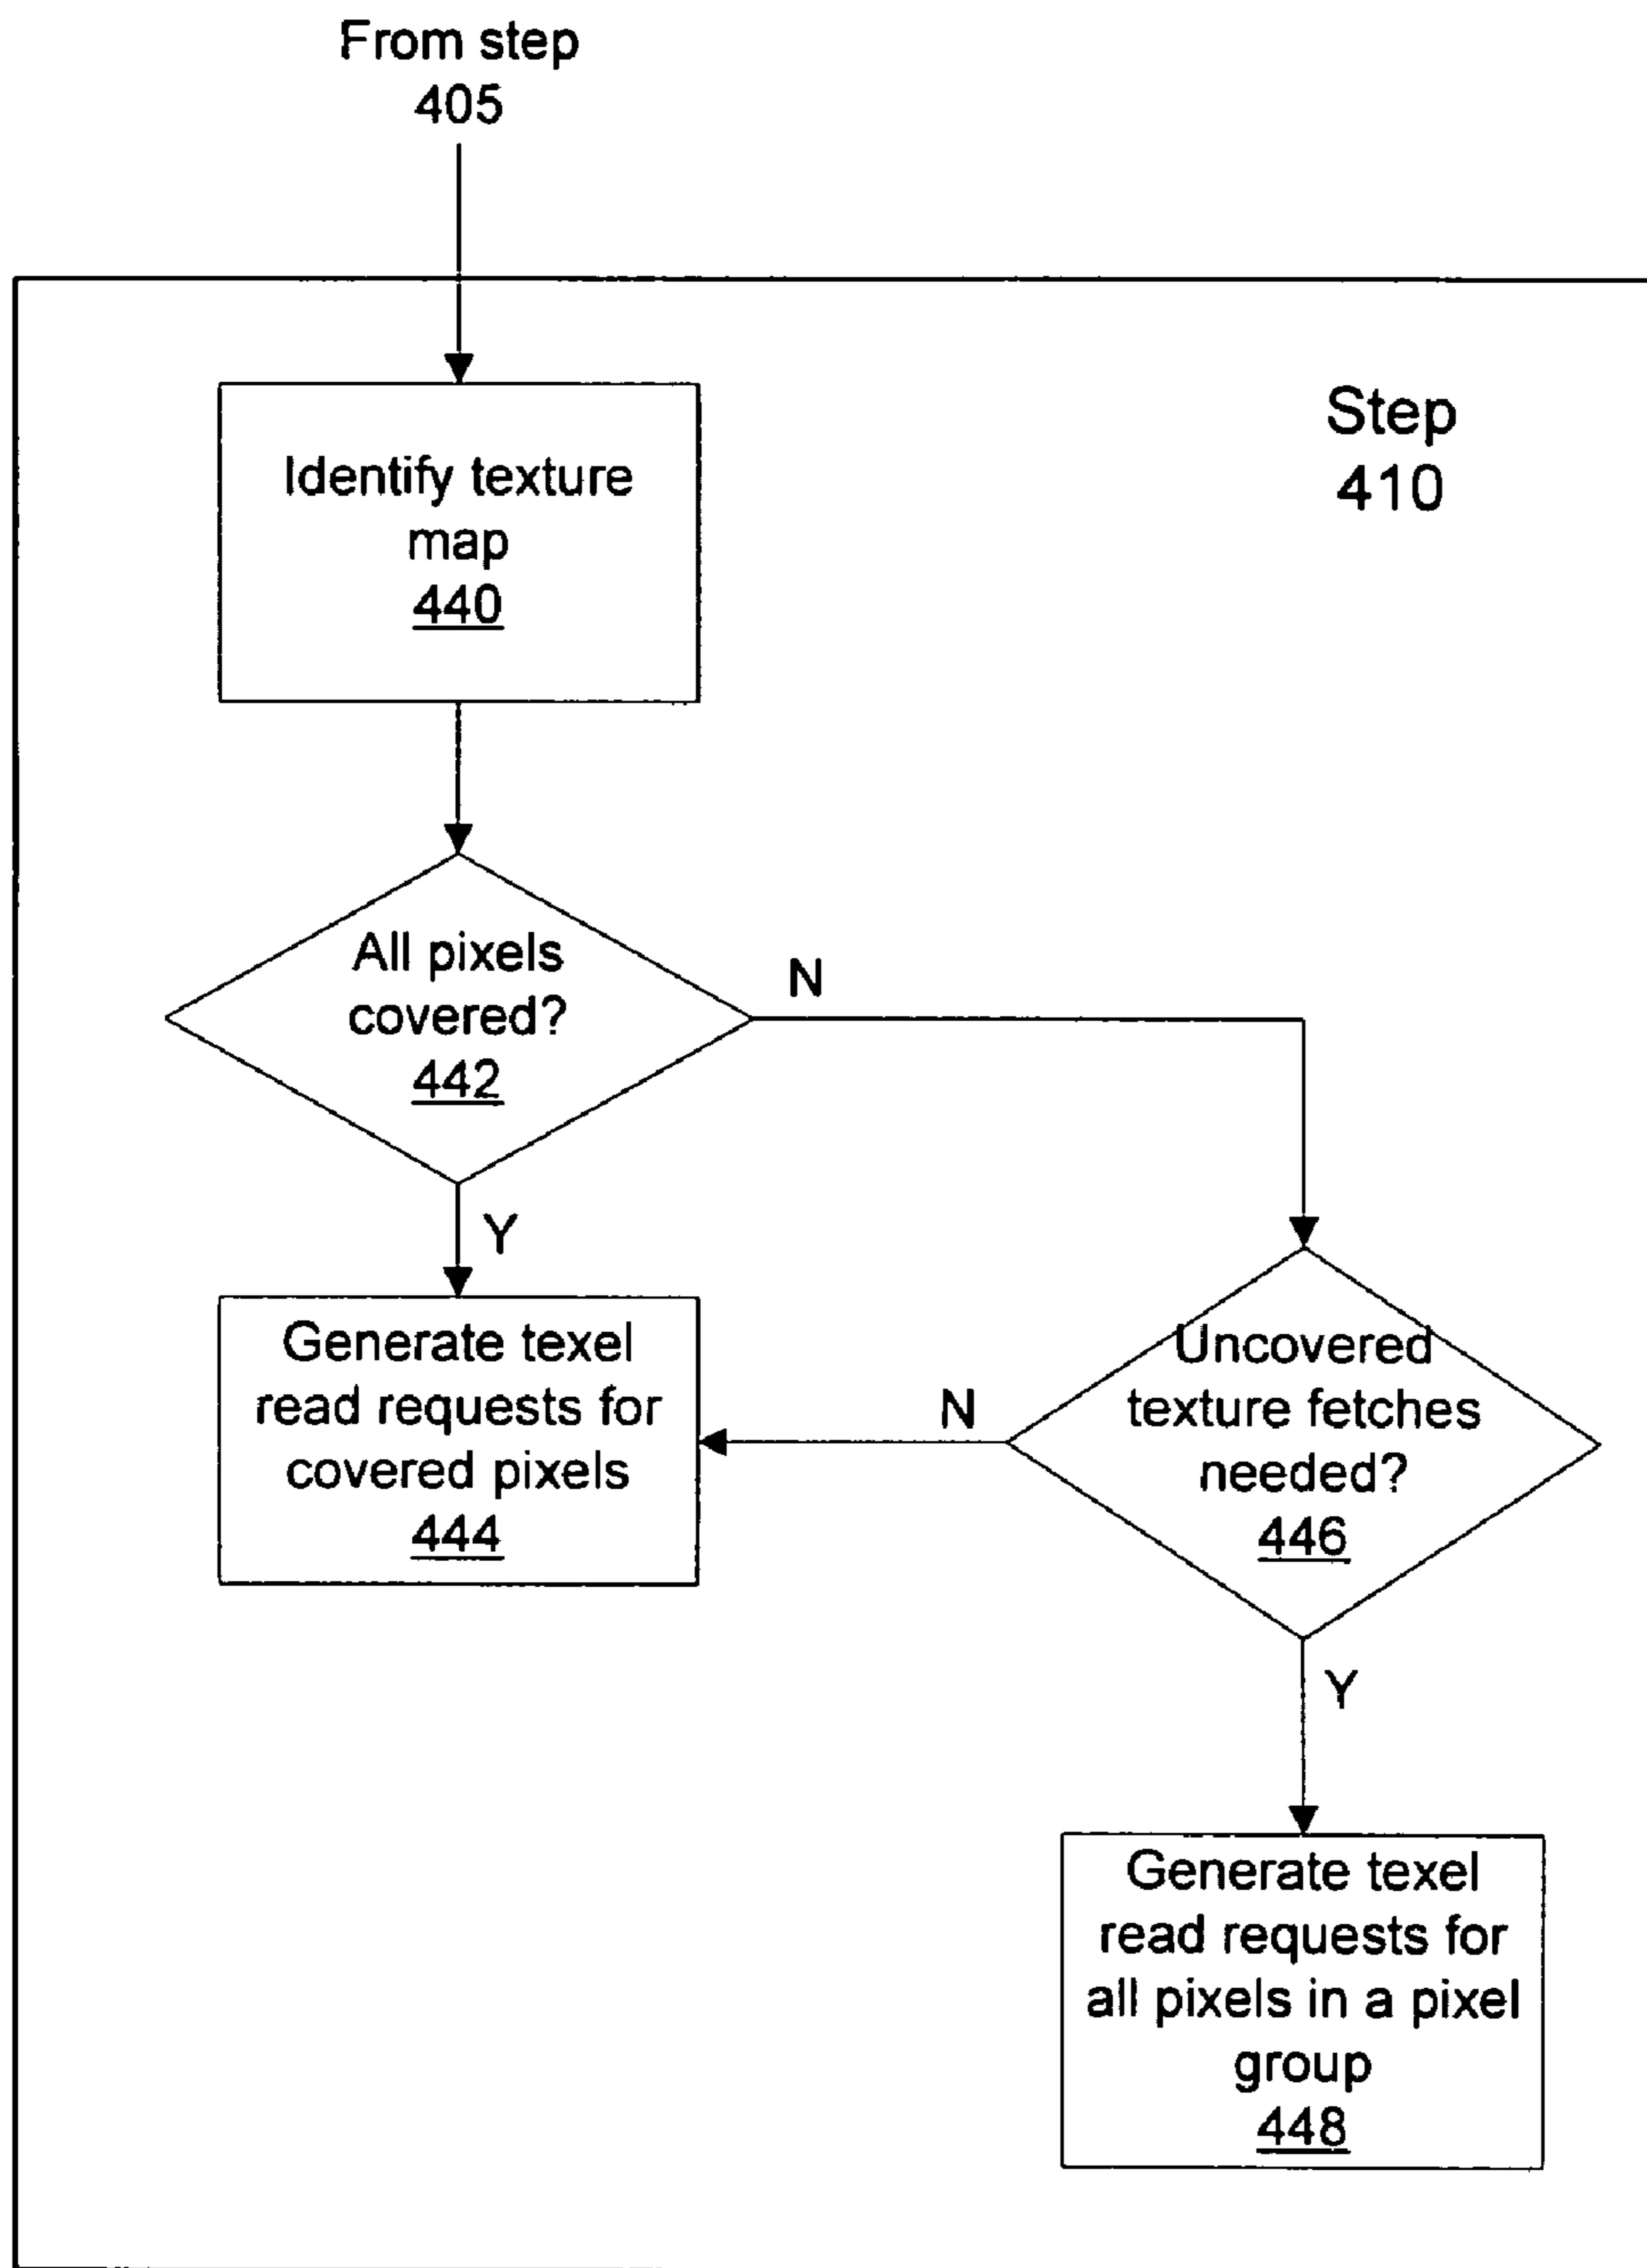 From step
405
Step
410
Identify texture
map
440
All pixels
covered?
442
N
Y
Generate texel
read requests for
covered pixels
444
N
Uncovered
texture fetches
needed?
446
Y
Generate texel
read requests for
all pixels in a pixel
group
448